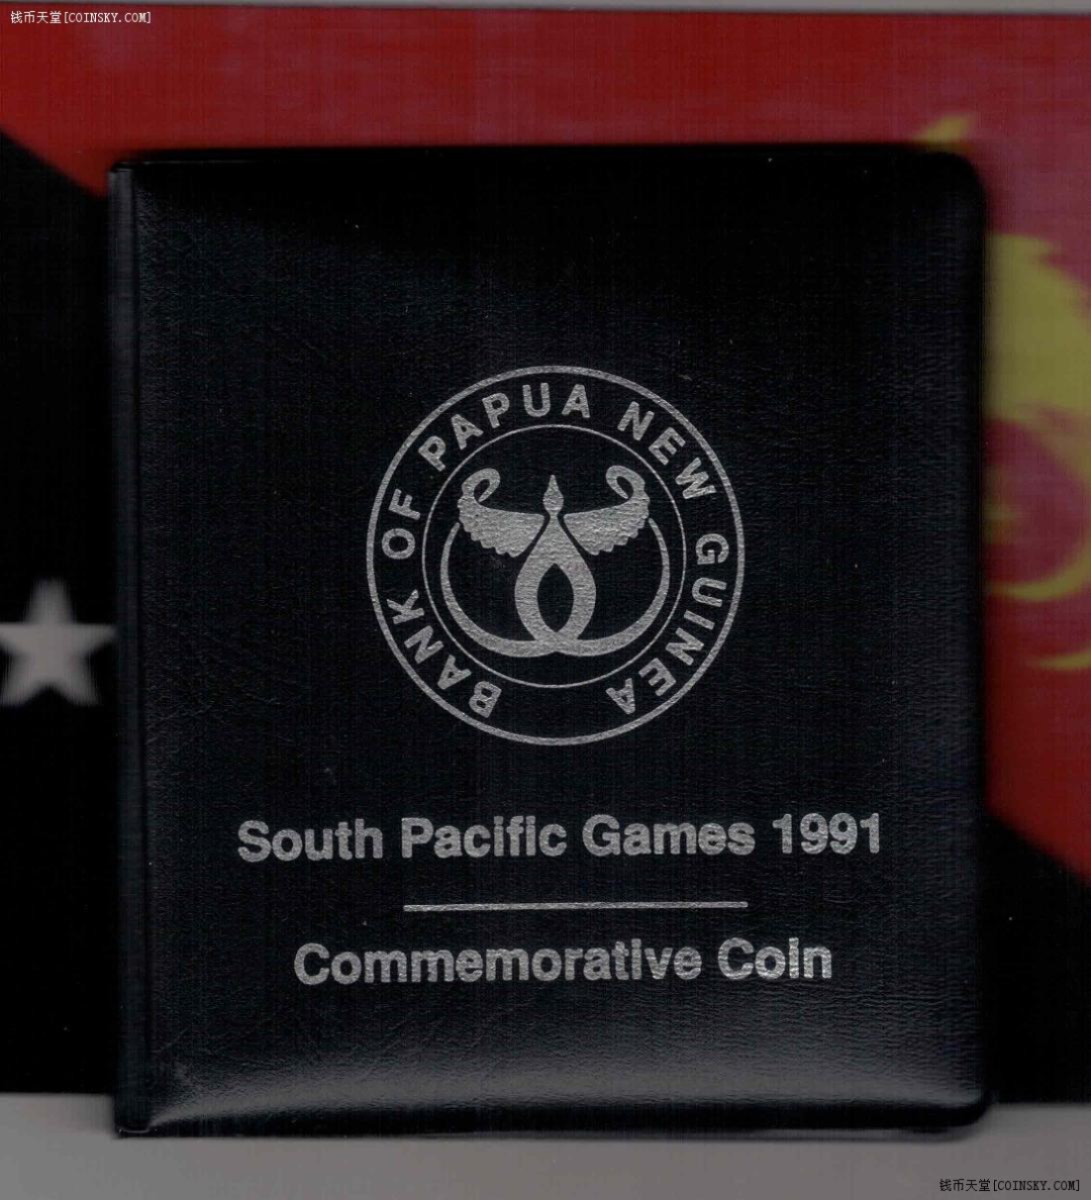 钱币天堂[COINSKY.COM]
BANK OF PAPUA NEW GUINEA
South Pacific Games 1991
Commemorative Coin
钱币天堂[COINSKY.COM]